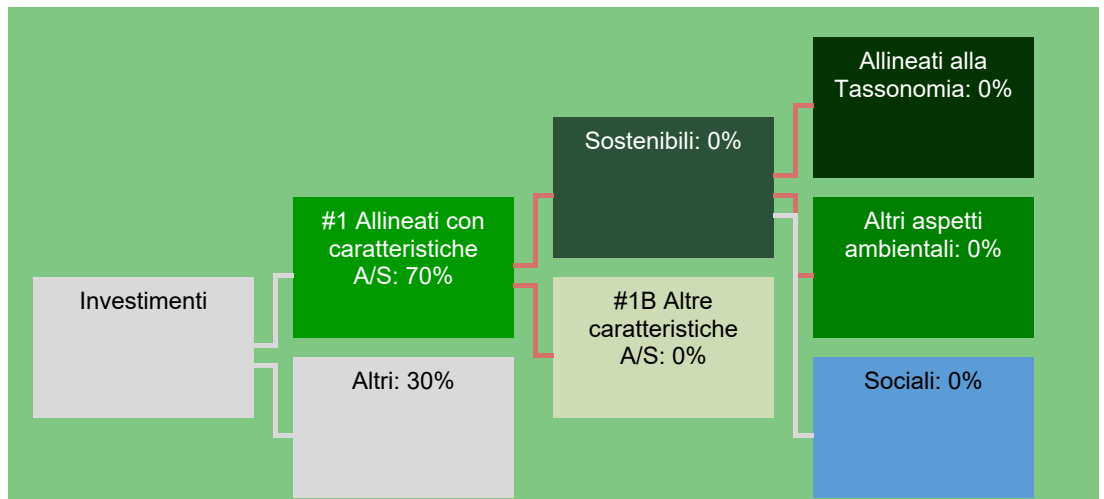 Investimenti
#1 Allineati con
caratteristiche
A/S: 70%
Altri: 30%
Sostenibili: 0%
#1B Altre
caratteristiche
A/S: 0%
Allineati alla
Tassonomia: 0%
Altri aspetti
ambientali: 0%
Sociali: 0%